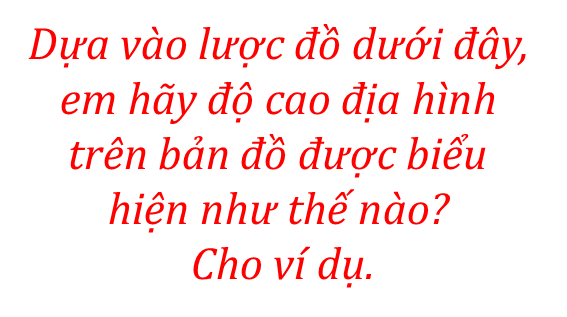 Dựa vào lược đồ dưới đây,
em hãy độ cao địa hình
trên bản đồ được biểu
hiện như thế nào?
Cho ví dụ.